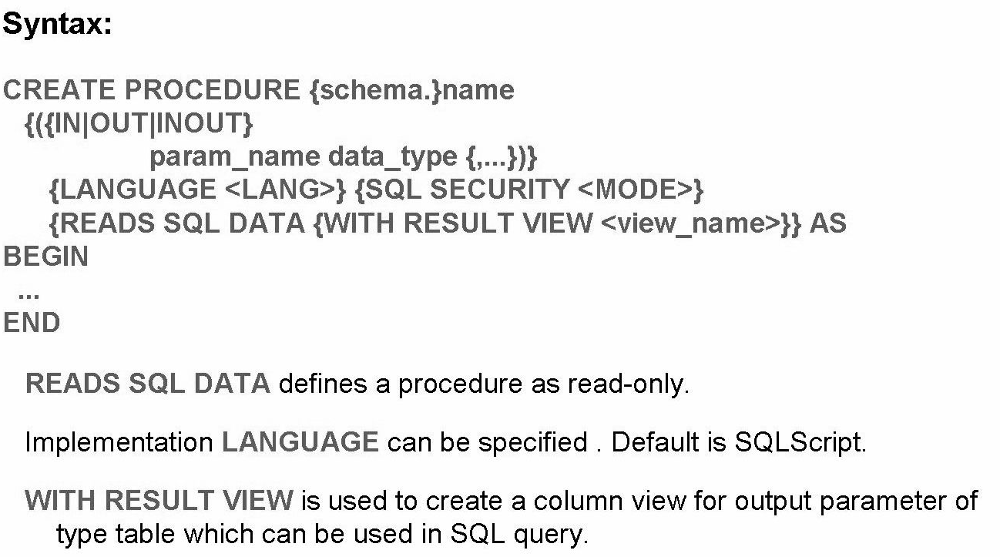 Syntax:
CREATE PROCEDURE {schema.}name
{({IN|OUT|INOUT}
param_name data_type {,...})}
{LANGUAGE <LANG>} {SQL SECURITY <MODE>}
{READS SQL DATA {WITH RESULT VIEW <view_name>}} AS
BEGIN
...
END
READS SQL DATA defines a procedure as read-only.
Implementation LANGUAGE can be specified . Default is SQLScript.
WITH RESULT VIEW is used to create a column view for output parameter of
type table which can be used in SQL query.